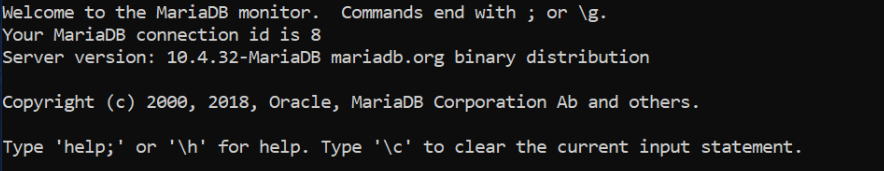 Welcome to the MariaDB monitor.  Commands end with ; or \g.
Your MariaDB connection id is 8
Server version: 10.4.32-MariaDB mariadb.org binary distribution
Copyright (c) 2000, 2018, Oracle, MariaDB Corporation Ab and others.
Type 'help;' or '\h' for help. Type '\c' to clear the current input statement.